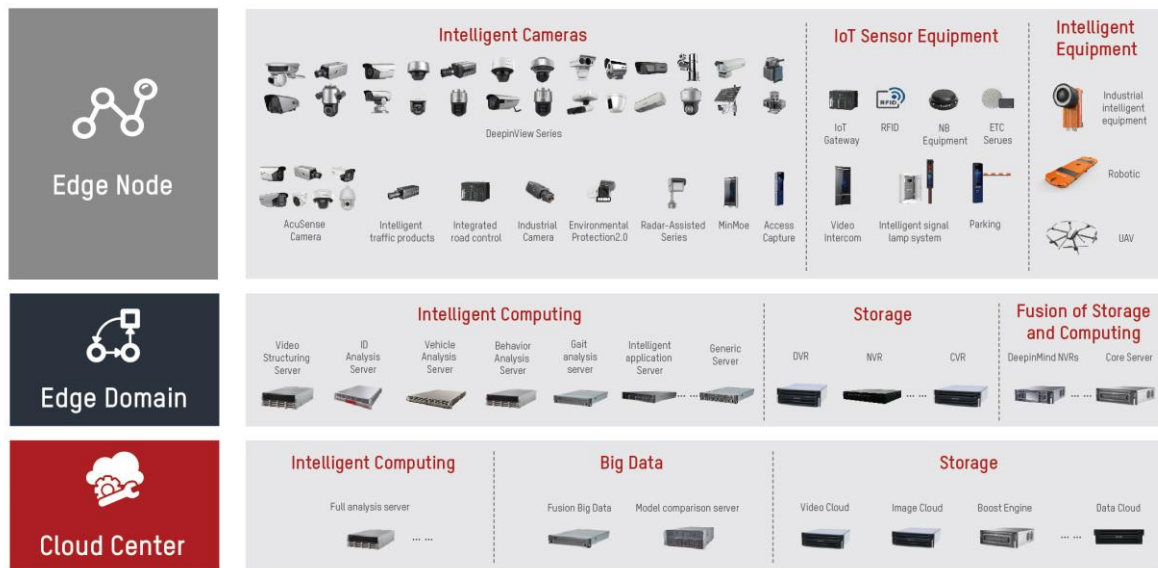 Edge Node
Intelligent Cameras
DeepinView Series
AcuSense
Camera
Intelligent
traffic products
Integrated
road control
Industrial
Camera
Environmental
Protection2.0
Radar-Assisted
Series
MinMoe
Access
Capture
IoT Sensor Equipment
IoT
Gateway
RFID
RFID
NB
Equipment
ETC
Serues
Video
Intercom
Intelligent signal
lamp system
Parking
Intelligent
Equipment
Industrial
intelligent
equipment
Robotic
UAV
Edge Domain
Intelligent Computing
Video
Structuring
Server
ID
Analysis
Server
Vehicle
Analysis
Server
Behavior
Analysis
Server
Gait
analysis
server
Intelligent
application
Server
... ...
Generic
Server
Storage
DVR
NVR
... ...
CVR
Fusion of Storage
and Computing
DeepinMind NVRs
... ...
Core Server
Cloud Center
Intelligent Computing
Full analysis server
... ...
Big Data
Fusion Big Data
Model comparison server
Storage
Video Cloud
Image Cloud
Boost Engine
... ...
Data Cloud